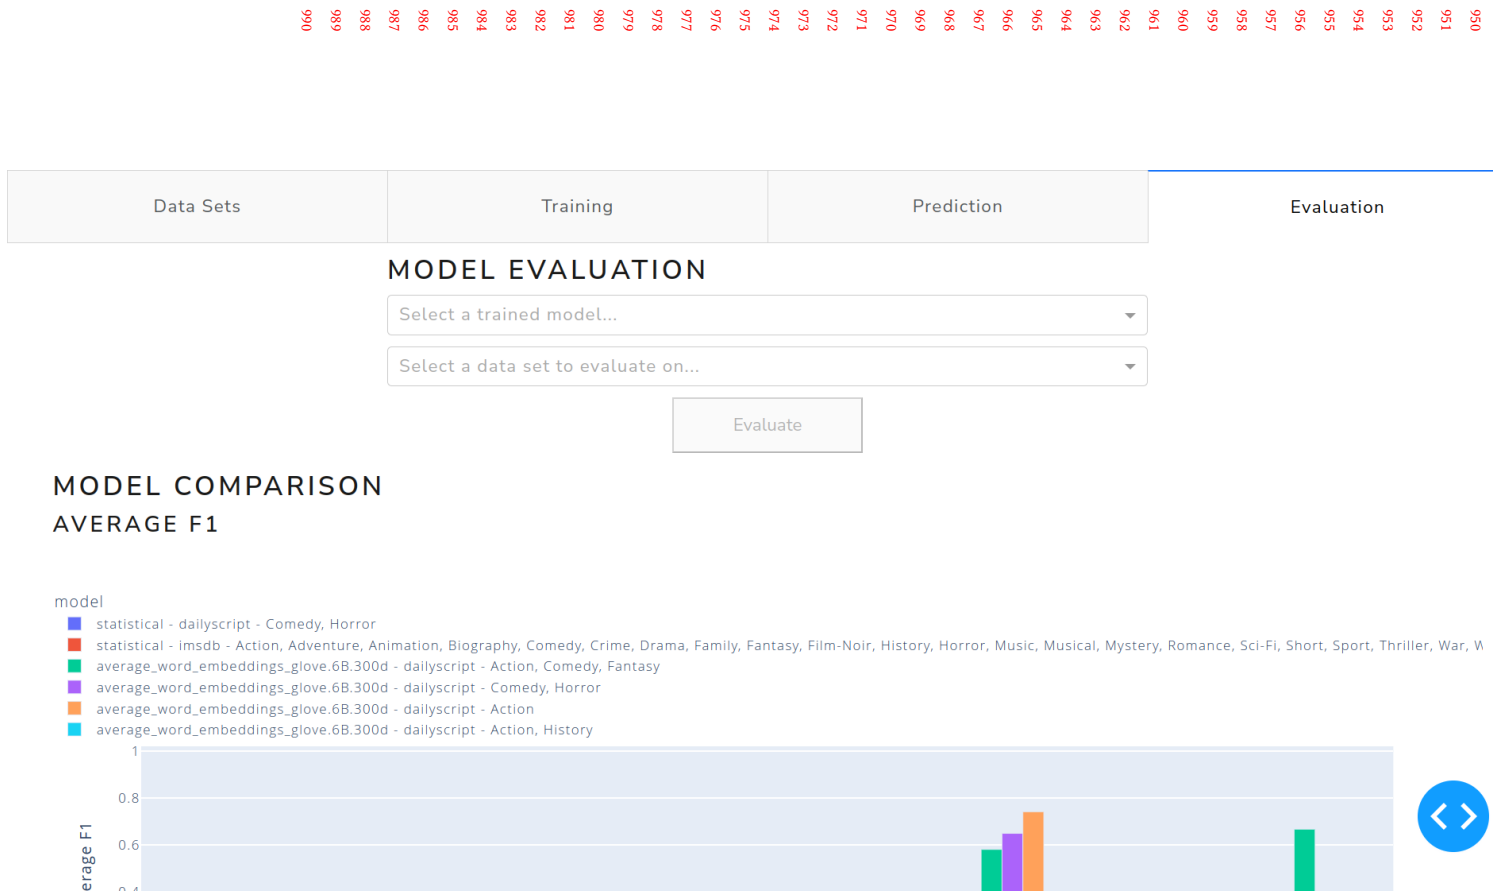 990 989 988 987 986 985 984 983 982 981 980 979 978 977 976 975 974 973 972 971 970 969 968 967 966 965 964 963 962 961 960 959 958 957 956 955 954 953 952 951 950
Data Sets Training Prediction Evaluation
MODEL EVALUATION
Select a trained model...
Select a data set to evaluate on...
Evaluate
MODEL COMPARISON
AVERAGE F1
model
statistical - dailyscript - Comedy, Horror
statistical - imsdb - Action, Adventure, Animation, Biography, Comedy, Crime, Drama, Family, Fantasy, Film-Noir, History, Horror, Music, Musical, Mystery, Romance, Sci-Fi, Short, Sport, Thriller, War,
average_word_embeddings_glove.6B.300d - dailyscript - Action, Comedy, Fantasy
average_word_embeddings_glove.6B.300d - dailyscript - Comedy, Horror
average_word_embeddings_glove.6B.300d - dailyscript - Action
average_word_embeddings_glove.6B.300d - dailyscript - Action, History
1
0.8
0.6
erage F1